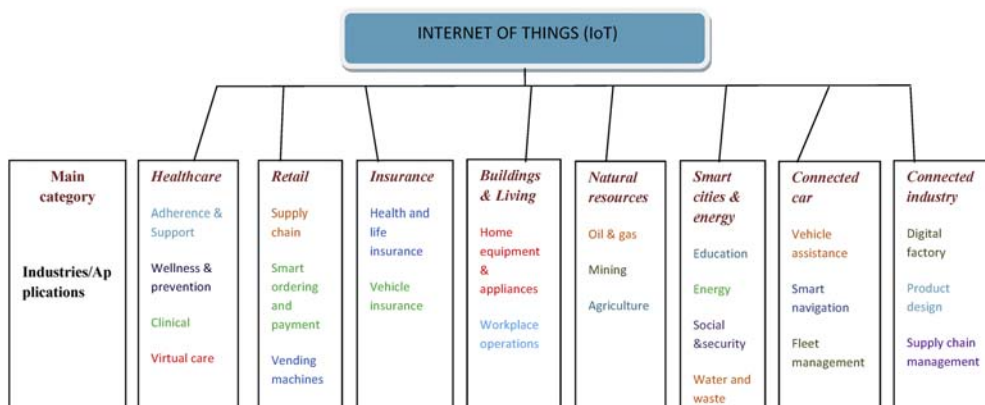 INTERNET OF THINGS (IoT)
Main
category
Industries/Ap
plications
Healthcare
Adherence &
Support
Wellness &
prevention
Clinical
Virtual care
Retail
Supply
chain
Smart
ordering
and
payment
Vending
machines
Insurance
Health and
life
insurance
Vehicle
insurance
Buildings
& Living
Home
equipment
&
appliances
Workplace
operations
Natural
resources
Oil & gas
Mining
Agriculture
Smart
cities &
energy
Education
Energy
Social
&security
Water and
waste
Connected
car
Vehicle
assistance
Smart
navigation
Fleet
management
Connected
industry
Digital
factory
Product
design
Supply chain
management